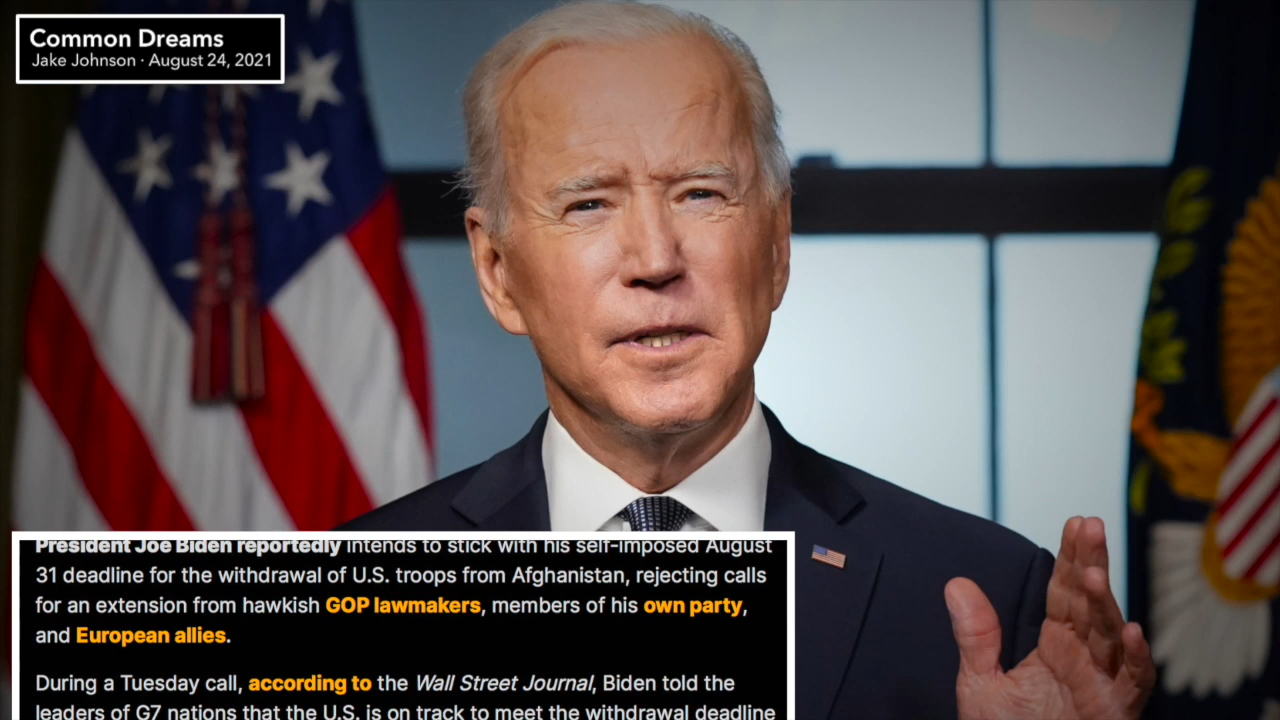 Common Dreams
Jake Johnson · August 24, 2021
President Joe Biden reportedly intends to stick with his self-imposed August
31 deadline for the withdrawal of U.S. troops from Afghanistan, rejecting calls
for an extension from hawkish GOP lawmakers, members of his own party,
and European allies.
During a Tuesday call, according to the Wall Street Journal, Biden told the
leaders of G7 nations that the U.S. is on track to meet the withdrawal deadline